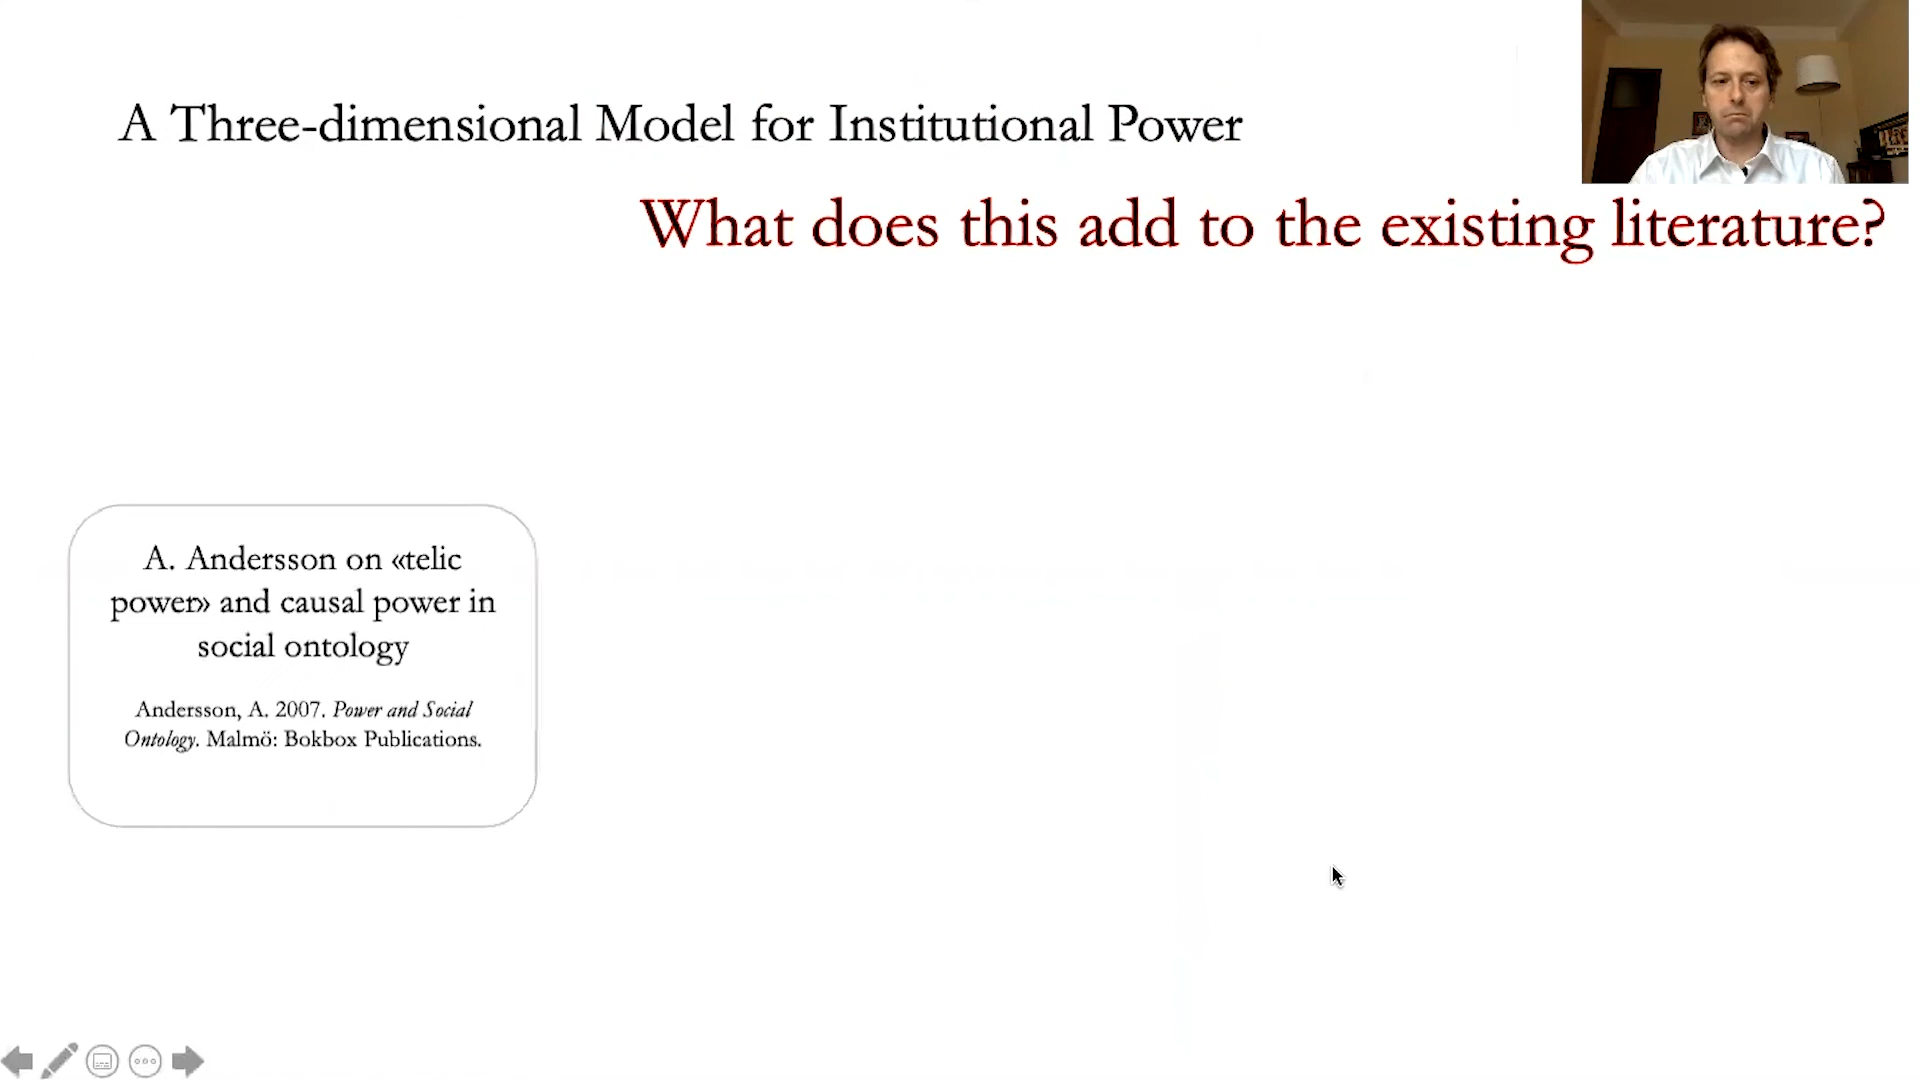 A Three-dimensional Model for Institutional Power
What does this add to the existing literature?
A. Andersson on «telic
power» and causal power in
social ontology
Andersson, A. 2007. Power and Social
Ontology. Malmö: Bokbox Publications.